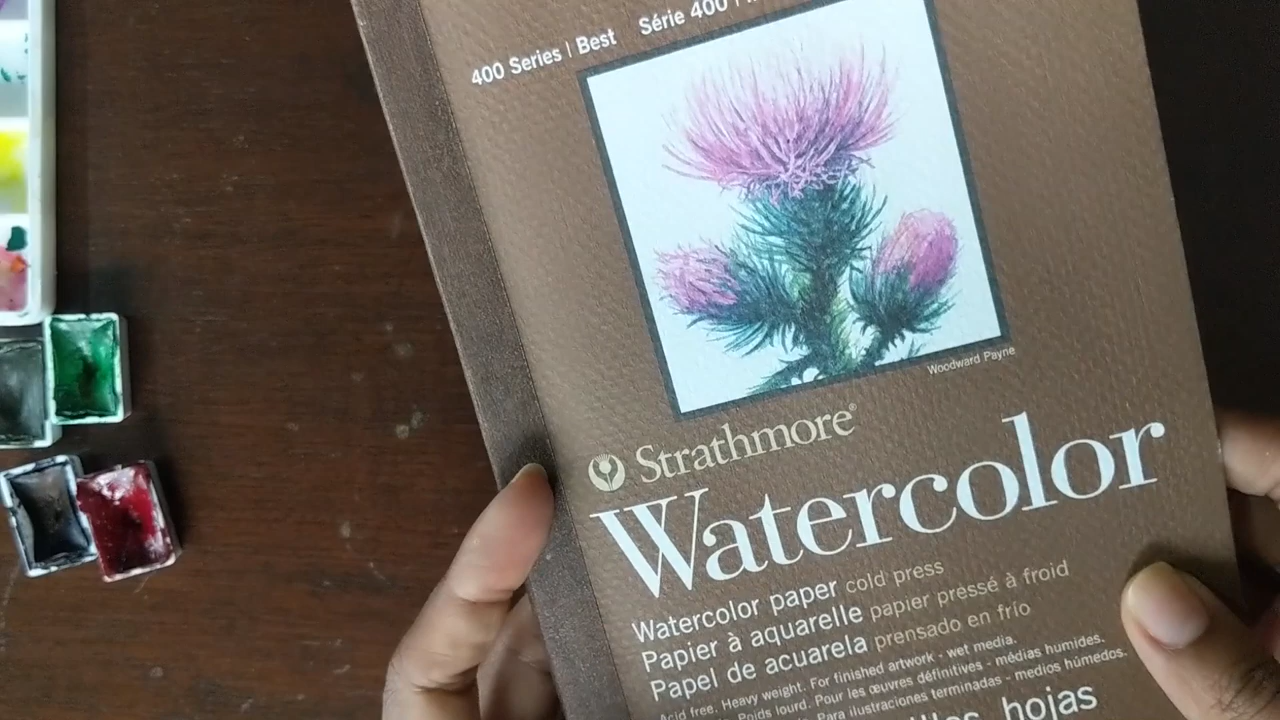 400 Series | Best Série 400 |
Woodward Payne
Strathmore®
Watercolor
Watercolor paper cold press
Papier à aquarelle papier pressé à froid
Papel de acuarela prensado en frío
Acid free. Heavy weight. For finished artwork - wet media.
Poids lourd. Pour les œuvres définitives - médias humides.
Para ilustraciones terminadas - medios húmedos.
hojas